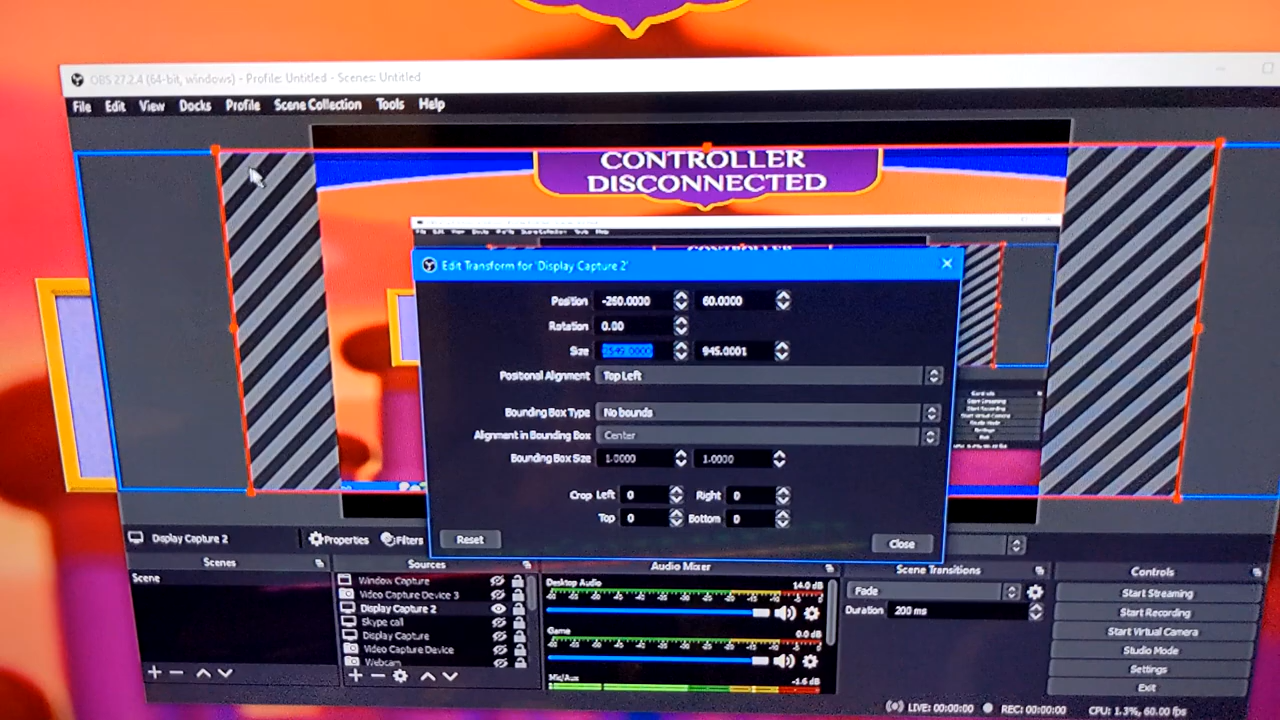 OBS 27.2.4 (64-bit, windows) - Profile: Untitled - Scenes: Untitled
File Edit View Docks Profile Scene Collection Tools Help
CONTROLLER
DISCONNECTED
Edit Transform for 'Display Capture 2'
Position -260.0000 60.0000
Rotation 0.00
Size 945.0001
Positional Alignment Top Left
Bounding Box Type No bounds
Alignment in Bounding Box Center
Bounding Box Size 1.0000 1.0000
Crop Left 0 Right 0
Top 0 Bottom 0
Reset Close
Display Capture 2 Properties Filters
Scenes
Scene
Sources
Window Capture
Video Capture Device 3
Display Capture 2
Skype call
Display Capture
Video Capture Device
Webcam
Audio Mixer
Desktop Audio 14.0 dB
Game 0.0 dB
Mic/Aux -1.6 dB
Scene Transitions
Fade
Duration 200 ms
Controls
Start Streaming
Start Recording
Start Virtual Camera
Studio Mode
Settings
Exit
LIVE: 00:00:00 REC: 00:00:00 CPU: 1.3%, 60.00 fps